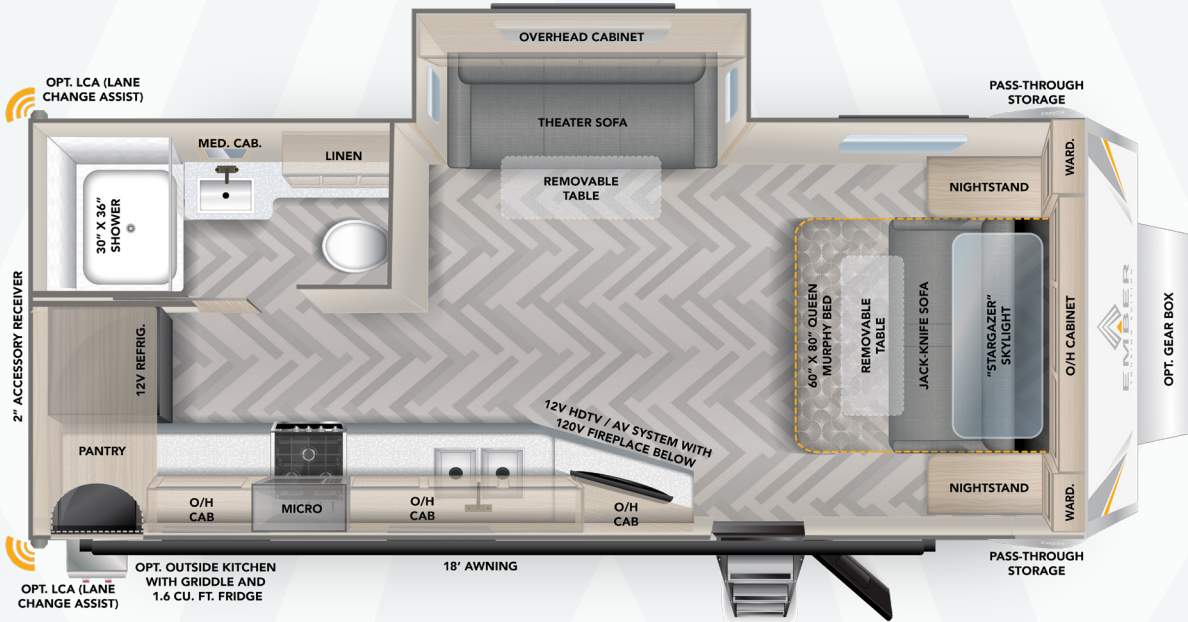 OVERHEAD CABINET
OPT. LCA (LANE
CHANGE ASSIST)
PASS-THROUGH
STORAGE
MED. CAB.
LINEN
THEATER SOFA
REMOVABLE
TABLE
NIGHTSTAND
WARD.
30" X 36"
SHOWER
2" ACCESSORY RECEIVER
12V REFRIG.
60" X 80" QUEEN
MURPHY BED
REMOVABLE
TABLE
JACK-KNIFE SOFA
"STARGAZER"
SKYLIGHT
O/H CABINET
EMBER
OPT. GEAR BOX
12V HDTV / AV SYSTEM WITH
120V FIREPLACE BELOW
PANTRY
O/H
CAB
MICRO
O/H
CAB
O/H
CAB
NIGHTSTAND
WARD.
OPT. LCA (LANE
CHANGE ASSIST)
OPT. OUTSIDE KITCHEN
WITH GRIDDLE AND
1.6 CU. FT. FRIDGE
18' AWNING
PASS-THROUGH
STORAGE